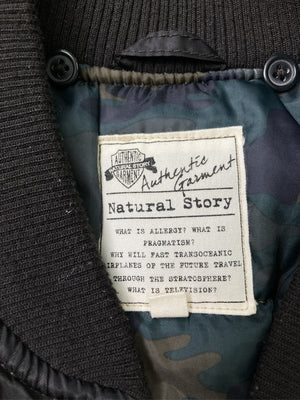 AUTHENTIC
NATURAL STORY
GARMENT
Authentic
Garment
Natural Story
WHAT IS ALLERGY? WHAT IS
PRAGMATISM?
WHY WILL FAST TRANSOCEANIC
AIRPLANES OF THE FUTURE TRAVEL
THROUGH THE STRATOSPHERE?
WHAT IS TELEVISION?